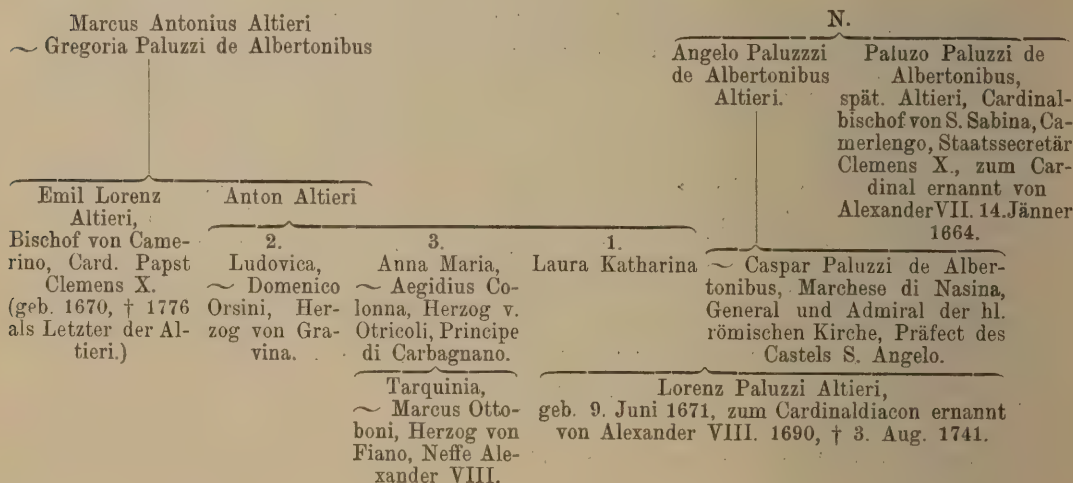 Marcus Antonius Altieri
~ Gregoria Paluzzi de Albertonibus
N.
Angelo Paluzzzi
de Albertonibus
Altieri.
Paluzo Paluzzi de
Albertonibus,
spät. Altieri, Cardinal-
bischof von S. Sabina, Ca-
merlengo, Staatssecretär
Clemens X., zum Car-
dinal ernannt von
Alexander VII. 14. Jänner
1664.
Emil Lorenz
Altieri,
Bischof von Came-
rino, Card. Papst
Clemens X.
(geb. 1670, † 1776
als Letzter der Al-
tieri.)
Anton Altieri
2.
Ludovica,
~ Domenico
Orsini, Her-
zog von Gra-
vina.
3.
Anna Maria,
~ Aegidius Co-
lonna, Herzog v.
Otricoli, Principe
di Carbagnano.
1.
Laura Katharina
~ Caspar Paluzzi de Alber-
tonibus, Marchese di Nasina,
General und Admiral der hl.
römischen Kirche, Präfect des
Castels S. Angelo.
Tarquinia,
~ Marcus Otto-
boni, Herzog von
Fiano, Neffe Ale-
xander VIII.
Lorenz Paluzzi Altieri,
geb. 9. Juni 1671, zum Cardinaldiacon ernannt
von Alexander VIII. 1690, † 3. Aug. 1741.